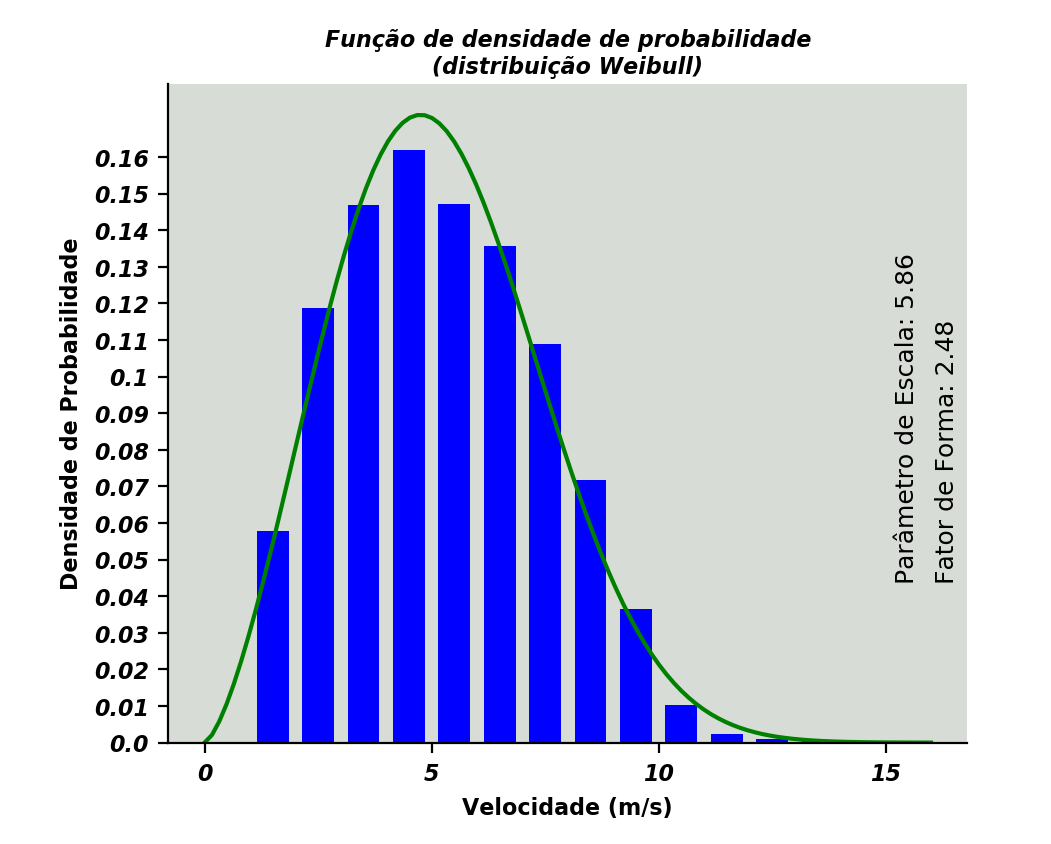 Função de densidade de probabilidade
(distribuição Weibull)
Densidade de Probabilidade
0.16
0.15
0.14
0.13
0.12
0.11
0.1
0.09
0.08
0.07
0.06
0.05
0.04
0.03
0.02
0.01
0.0
0 5 10 15
Velocidade (m/s)
Parâmetro de Escala: 5.86
Fator de Forma: 2.48